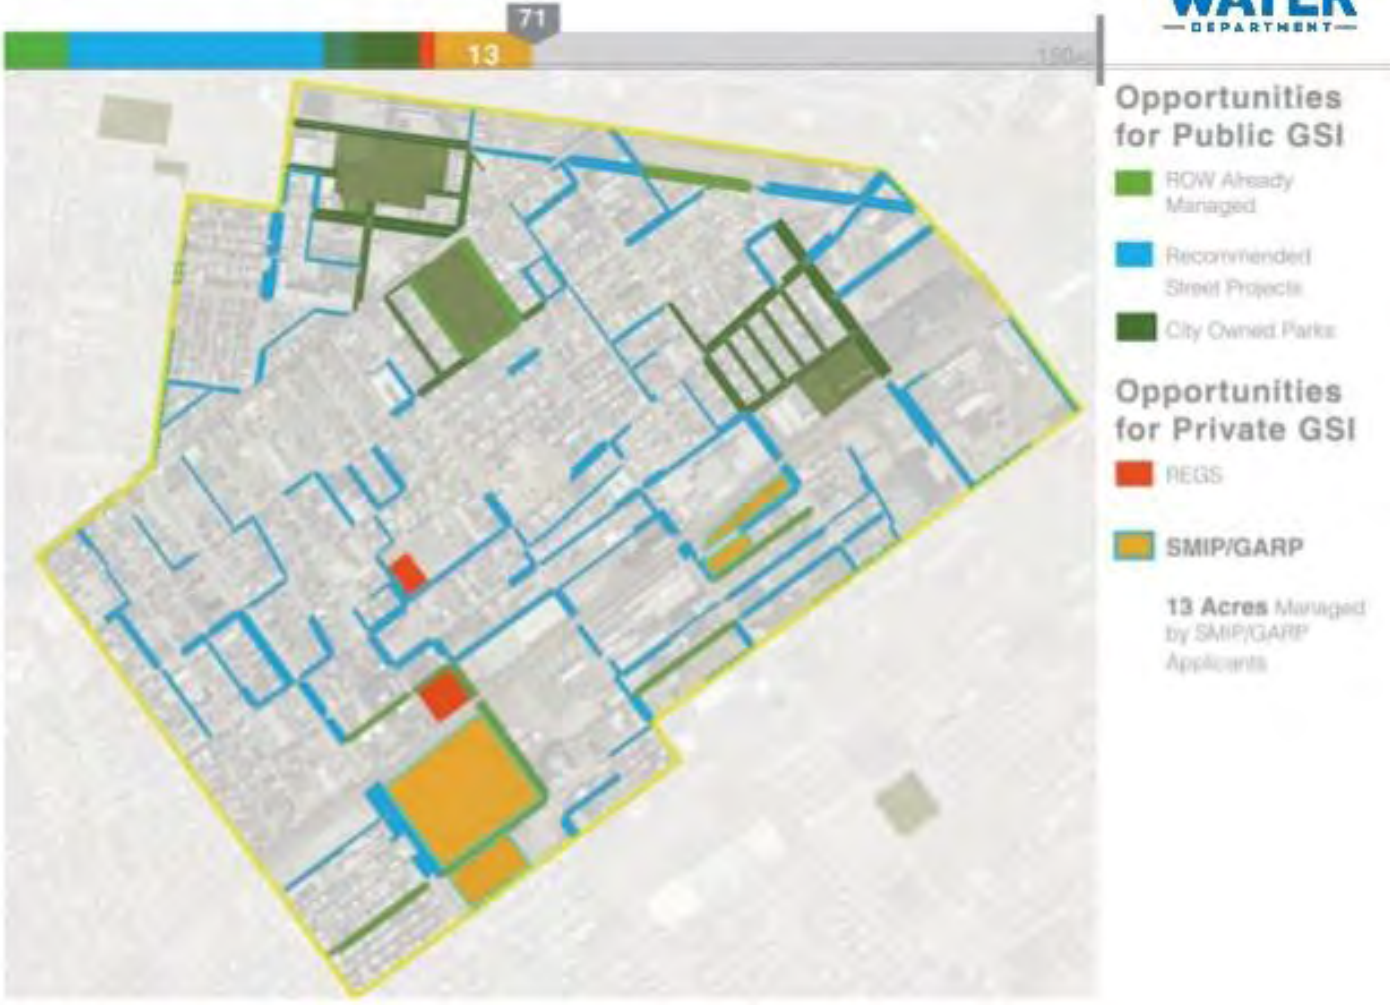 71
WATER
DEPARTMENT
13
Opportunities
for Public GSI
ROW Already
Managed
Recommended
Street Projects
City Owned Parks
Opportunities
for Private GSI
REGS
SMIP/GARP
13 Acres Managed
by SMIP/GARP
Applicants